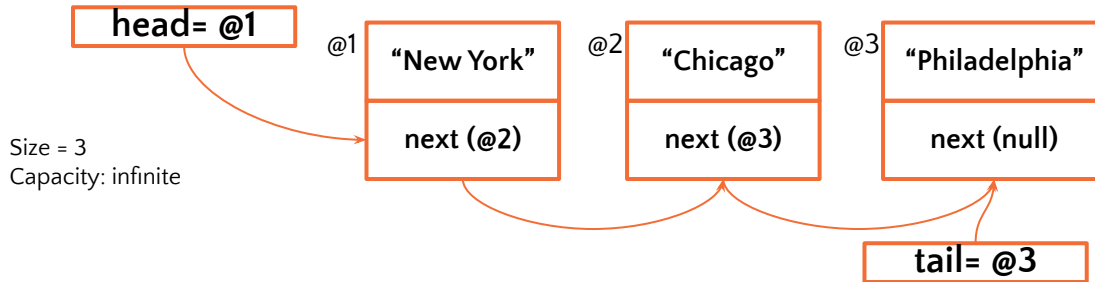 head= @1
@1
“New York”
next (@2)
@2
“Chicago”
next (@3)
@3
“Philadelphia”
next (null)
Size = 3
Capacity: infinite
tail= @3